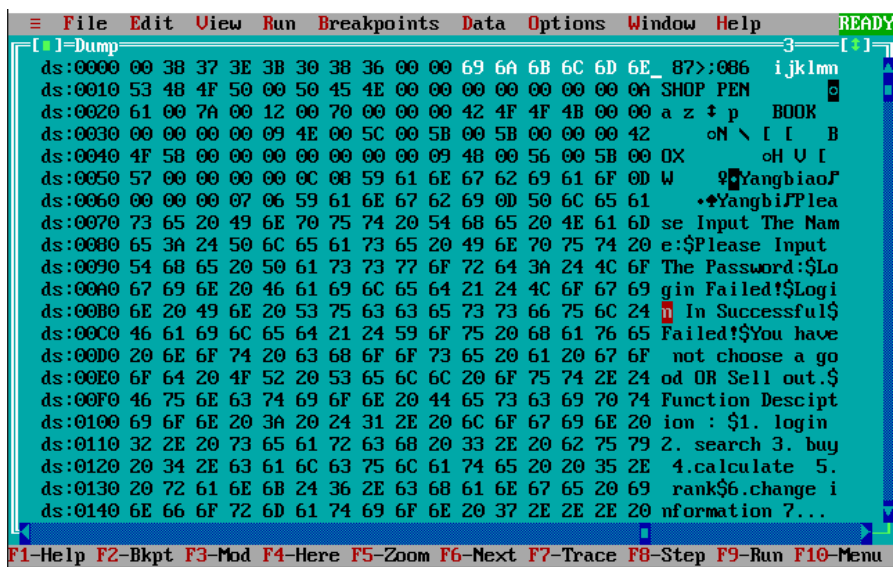 ≡ File Edit View Run Breakpoints Data Options Window Help READY
[■]=Dump 3 [↕]
ds:0000 00 38 37 3E 3B 30 38 36 00 00 69 6A 6B 6C 6D 6E_ 87>;086 ijklmn
ds:0010 53 48 4F 50 00 50 45 4E 00 00 00 00 00 00 00 0A SHOP PEN ◙
ds:0020 61 00 7A 00 12 00 70 00 00 00 42 4F 4F 4B 00 00 a z ↕ p BOOK
ds:0030 00 00 00 00 00 09 4E 00 5C 00 5B 00 5B 00 00 00 42 ○N \ [ [ B
ds:0040 4F 58 00 00 00 00 00 00 00 09 48 00 56 00 5B 00 OX ○H V [
ds:0050 57 00 00 00 00 0C 08 59 61 6E 67 62 69 61 6F 0D W ♀◘Yangbiao♪
ds:0060 00 00 00 07 06 59 61 6E 67 62 69 0D 50 6C 65 61 •♠Yangbi♪Plea
ds:0070 73 65 20 49 6E 70 75 74 20 54 68 65 20 4E 61 6D se Input The Nam
ds:0080 65 3A 24 50 6C 65 61 73 65 20 49 6E 70 75 74 20 e:$Please Input
ds:0090 54 68 65 20 50 61 73 73 77 6F 72 64 3A 24 4C 6F The Password:$Lo
ds:00A0 67 69 6E 20 46 61 69 6C 65 64 21 24 4C 6F 67 69 gin Failed!$Logi
ds:00B0 6E 20 49 6E 20 53 75 63 63 65 73 73 66 75 6C 24 n In Successful$
ds:00C0 46 61 69 6C 65 64 21 24 59 6F 75 20 68 61 76 65 Failed!$You have
ds:00D0 20 6E 6F 74 20 63 68 6F 6F 73 65 20 61 20 67 6F not choose a go
ds:00E0 6F 64 20 4F 52 20 53 65 6C 6C 20 6F 75 74 2E 24 od OR Sell out.$
ds:00F0 46 75 6E 63 74 69 6F 6E 20 44 65 73 63 69 70 74 Function Descipt
ds:0100 69 6F 6E 20 3A 20 24 31 2E 20 6C 6F 67 69 6E 20 ion : $1. login
ds:0110 32 2E 20 73 65 61 72 63 68 20 33 2E 20 62 75 79 2. search 3. buy
ds:0120 20 34 2E 63 61 6C 63 75 6C 61 74 65 20 20 35 2E 4.calculate 5.
ds:0130 20 72 61 6E 6B 24 36 2E 63 68 61 6E 67 65 20 69 rank$6.change i
ds:0140 6E 66 6F 72 6D 61 74 69 6F 6E 20 37 2E 2E 2E 20 nformation 7...
F1-Help F2-Bkpt F3-Mod F4-Here F5-Zoom F6-Next F7-Trace F8-Step F9-Run F10-Menu